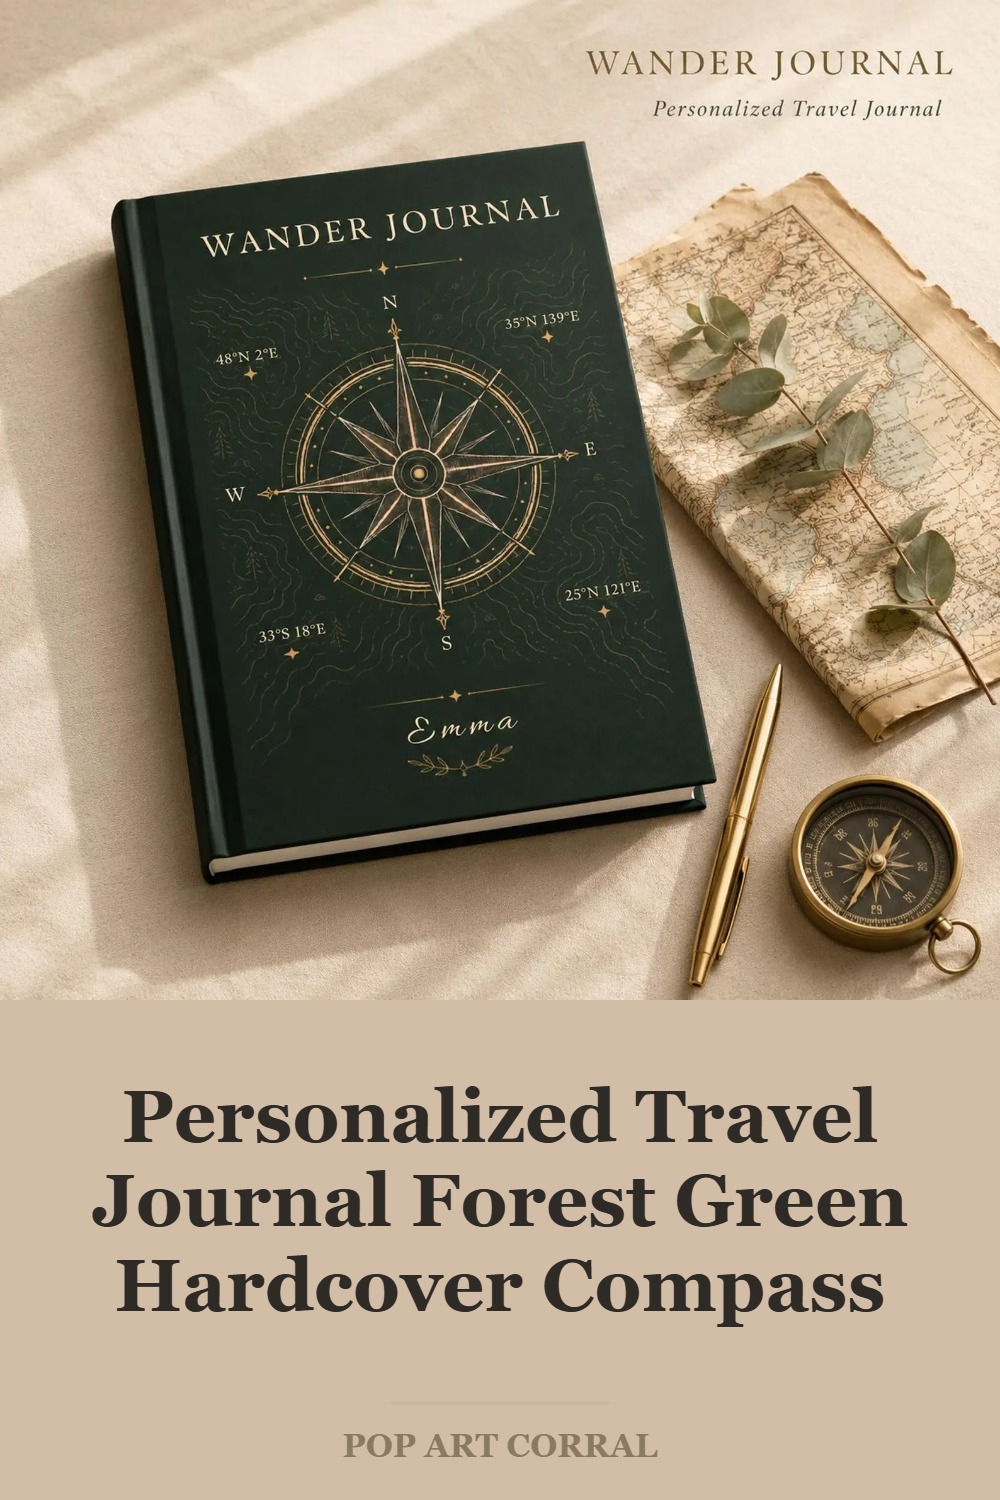 WANDER JOURNAL
Personalized Travel Journal
WANDER JOURNAL
N
35°N 139°E
48°N 2°E
E
W
25°N 121°E
33°S 18°E
S
Emma
Personalized Travel
Journal Forest Green
Hardcover Compass
POP ART CORRAL